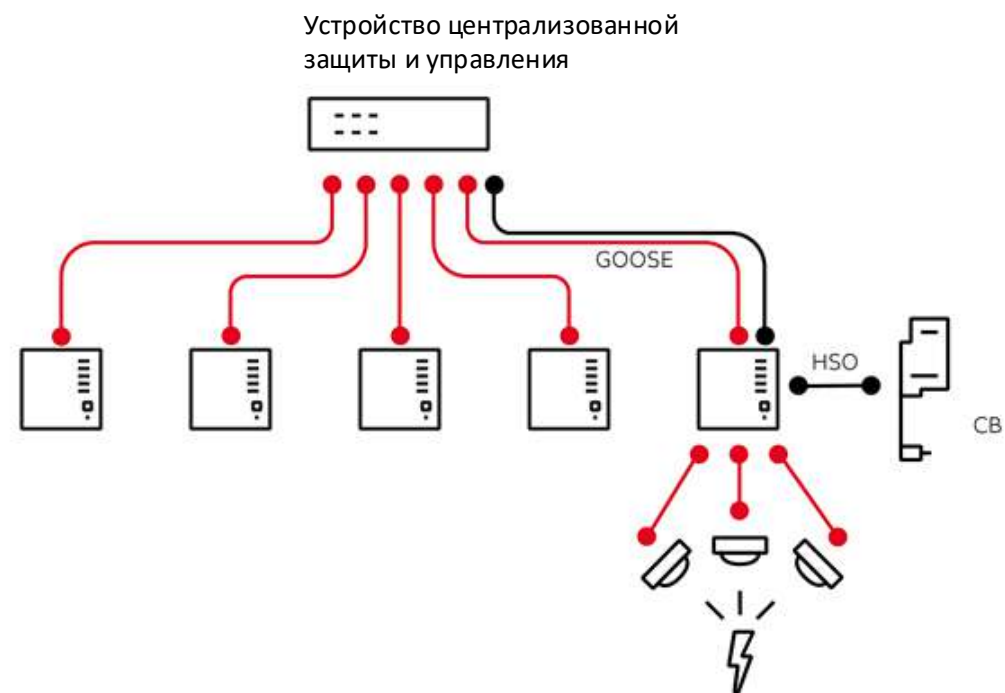 Устройство централизованной
защиты и управления
GOOSE
HSO
CB